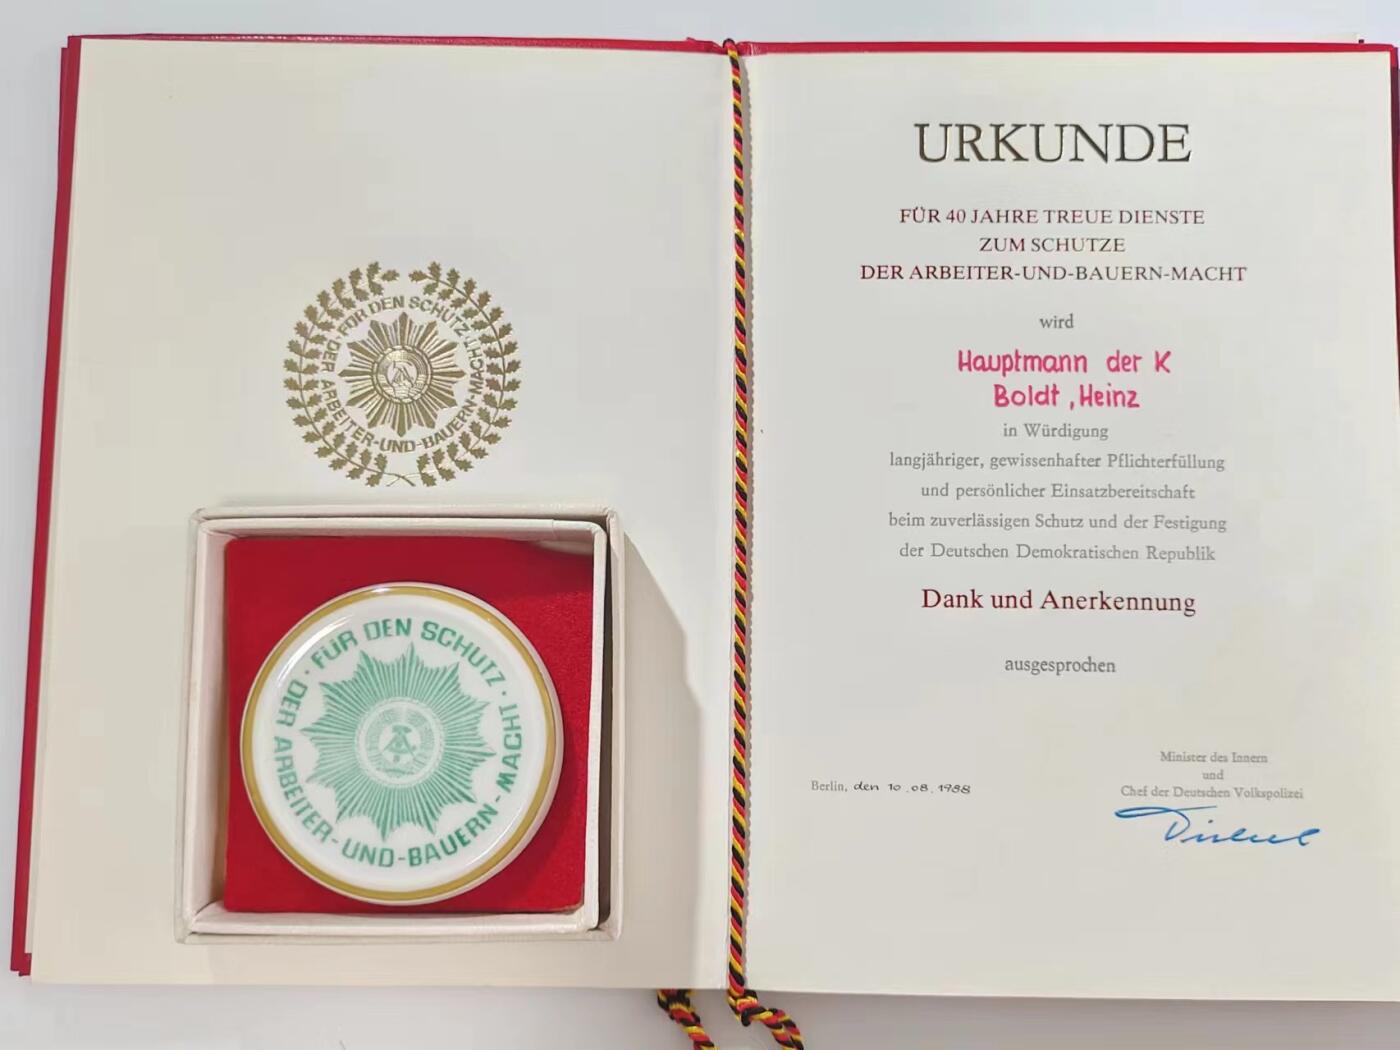 FÜR DEN SCHUTZ · DER ARBEITER-UND-BAUERN-MACHT ·
· FÜR DEN SCHUTZ · DER ARBEITER-UND-BAUERN-MACHT
URKUNDE
FÜR 40 JAHRE TREUE DIENSTE
ZUM SCHUTZE
DER ARBEITER-UND-BAUERN-MACHT
wird
Hauptmann der K
Boldt, Heinz
in Würdigung
langjähriger, gewissenhafter Pflichterfüllung
und persönlicher Einsatzbereitschaft
beim zuverlässigen Schutz und der Festigung
der Deutschen Demokratischen Republik
Dank und Anerkennung
ausgesprochen
Minister des Innern
und
Chef der Deutschen Volkspolizei
Berlin, den 10.08.1988